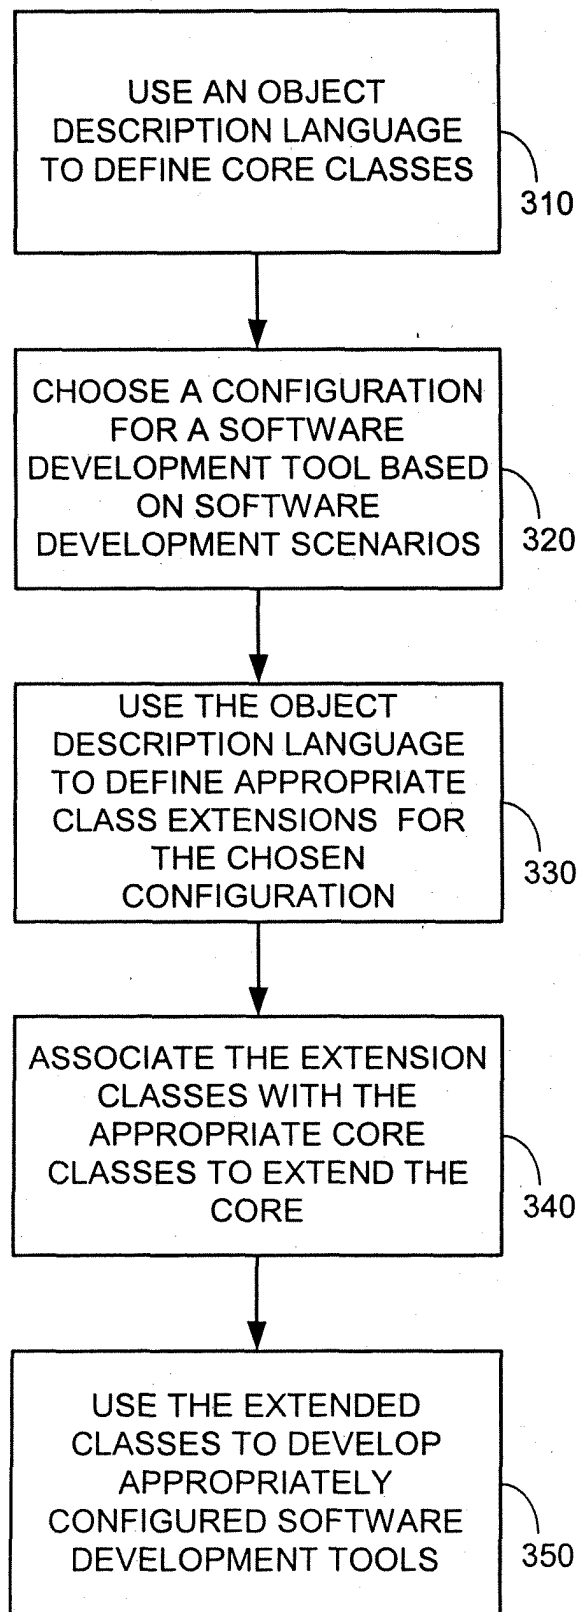 USE AN OBJECT
DESCRIPTION LANGUAGE
TO DEFINE CORE CLASSES
310
CHOOSE A CONFIGURATION
FOR A SOFTWARE
DEVELOPMENT TOOL BASED
ON SOFTWARE
DEVELOPMENT SCENARIOS
320
USE THE OBJECT
DESCRIPTION LANGUAGE
TO DEFINE APPROPRIATE
CLASS EXTENSIONS FOR
THE CHOSEN
CONFIGURATION
330
ASSOCIATE THE EXTENSION
CLASSES WITH THE
APPROPRIATE CORE
CLASSES TO EXTEND THE
CORE
340
USE THE EXTENDED
CLASSES TO DEVELOP
APPROPRIATELY
CONFIGURED SOFTWARE
DEVELOPMENT TOOLS
350